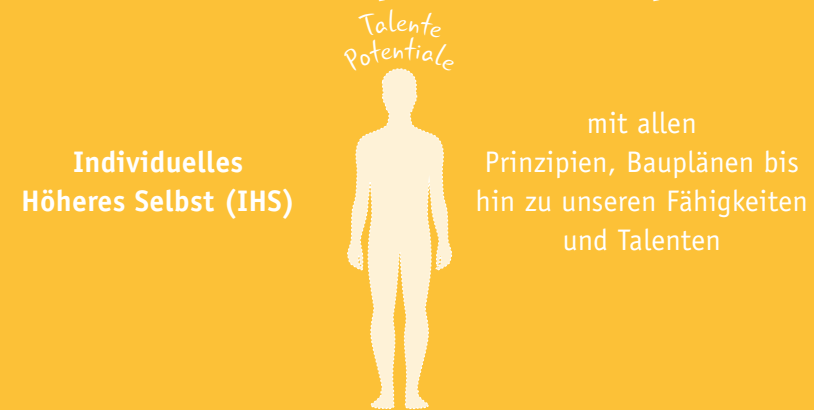 Talente
Potentiale
Individuelles
Höheres Selbst (IHS)
mit allen
Prinzipien, Bauplänen bis
hin zu unseren Fähigkeiten
und Talenten